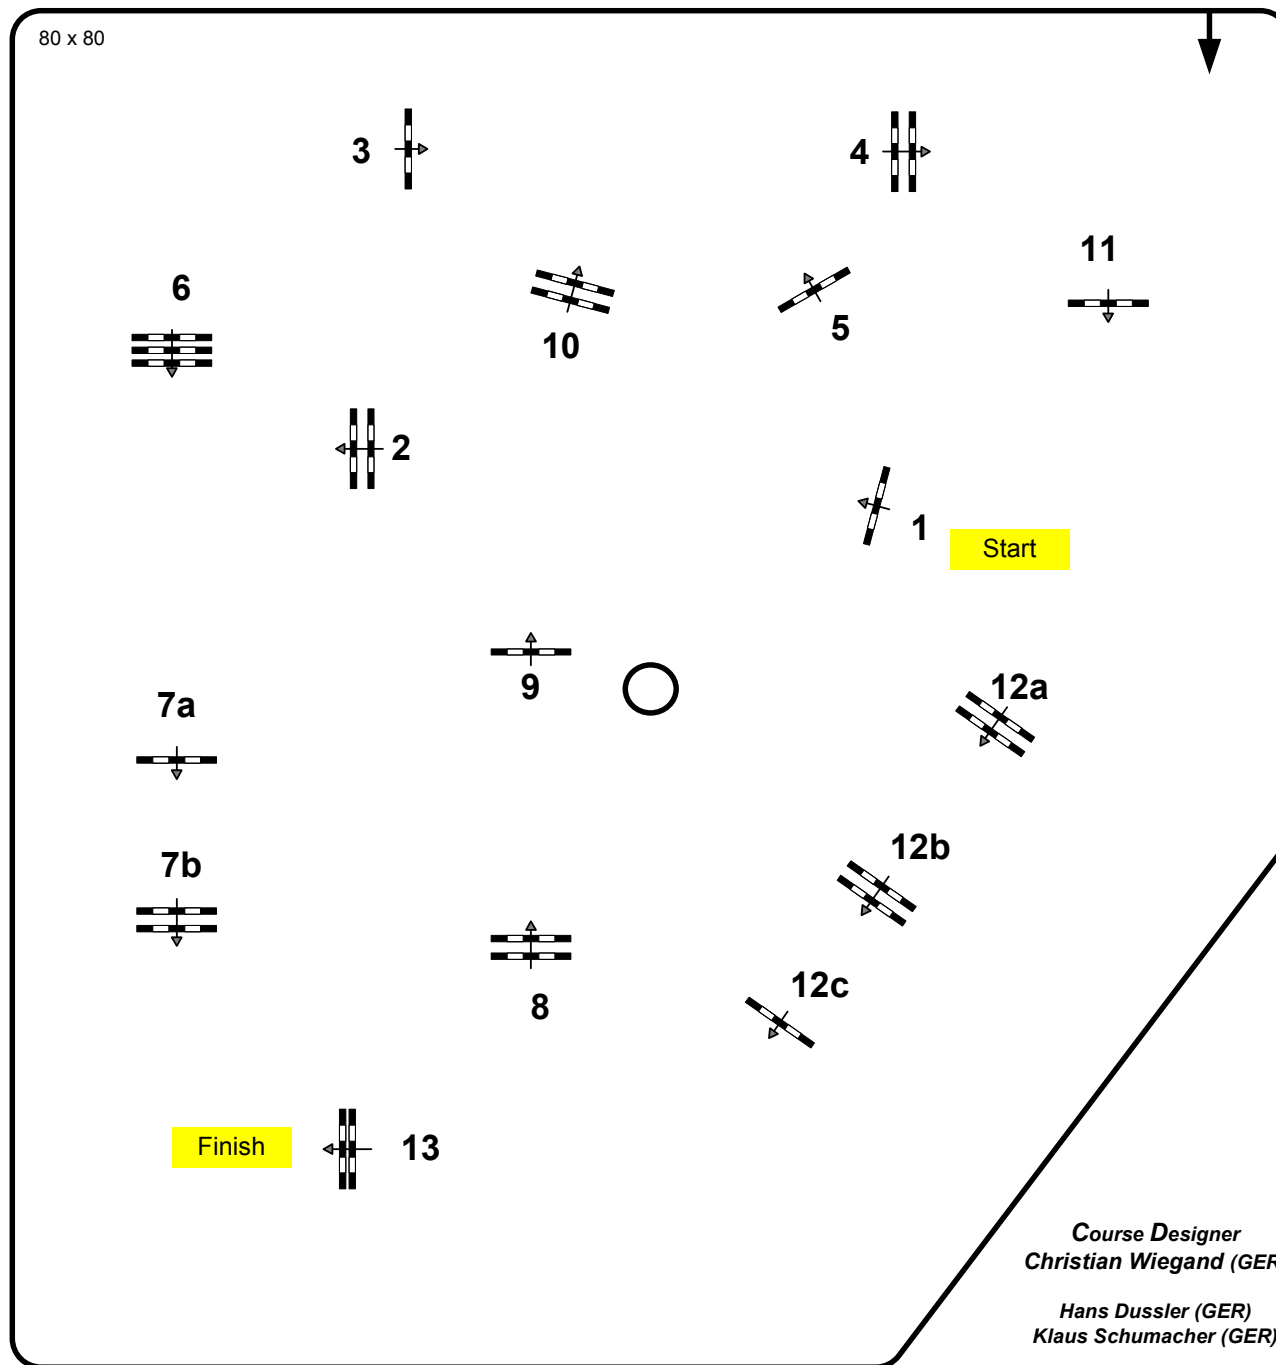 80 x 80
3
4
11
6
10
5
2
1
Start
9
12a
7a
12b
7b
12c
8
Finish
13
Course Designer
Christian Wiegand (GER
Hans Dussler (GER)
Klaus Schumacher (GER)